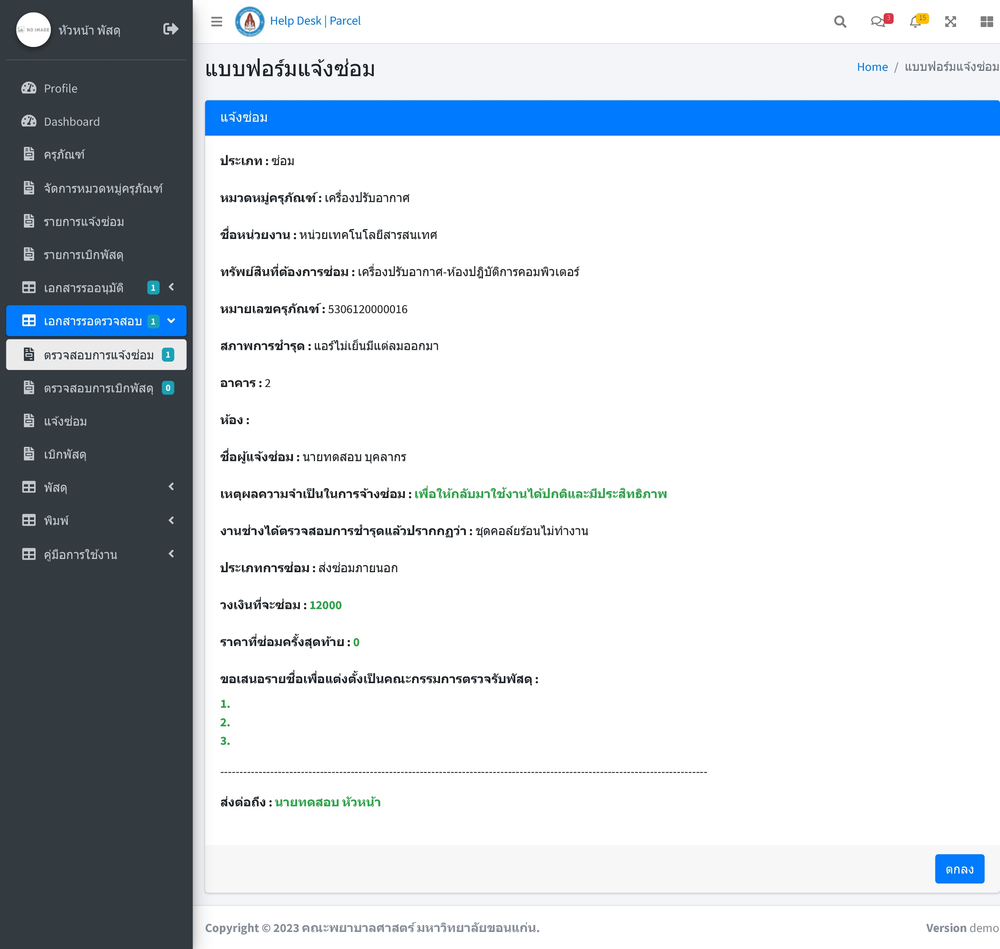 NO IMAGE
หัวหน้า พัสดุ
Help Desk | Parcel
3
15
Profile
Dashboard
ครุภัณฑ์
จัดการหมวดหมู่ครุภัณฑ์
รายการแจ้งซ่อม
รายการเบิกพัสดุ
เอกสารรออนุมัติ 1
เอกสารรอตรวจสอบ 1
ตรวจสอบการแจ้งซ่อม 1
ตรวจสอบการเบิกพัสดุ 0
แจ้งซ่อม
เบิกพัสดุ
พัสดุ
พิมพ์
คู่มือการใช้งาน
แบบฟอร์มแจ้งซ่อม
Home / แบบฟอร์มแจ้งซ่อม
แจ้งซ่อม
ประเภท : ซ่อม
หมวดหมู่ครุภัณฑ์ : เครื่องปรับอากาศ
ชื่อหน่วยงาน : หน่วยเทคโนโลยีสารสนเทศ
ทรัพย์สินที่ต้องการซ่อม : เครื่องปรับอากาศ-ห้องปฎิบัติการคอมพิวเตอร์
หมายเลขครุภัณฑ์ : 5306120000016
สภาพการชำรุด : แอร์ไม่เย็นมีแต่ลมออกมา
อาคาร : 2
ห้อง :
ชื่อผู้แจ้งซ่อม : นายทดสอบ บุคลากร
เหตุผลความจำเป็นในการจ้างซ่อม : เพื่อให้กลับมาใช้งานได้ปกติและมีประสิทธิภาพ
งานช่างได้ตรวจสอบการชำรุดแล้วปรากกฏว่า : ชุดคอล์ยร้อนไม่ทำงาน
ประเภทการซ่อม : ส่งซ่อมภายนอก
วงเงินที่จะซ่อม : 12000
ราคาที่ซ่อมครั้งสุดท้าย : 0
ขอเสนอรายชื่อเพื่อแต่งตั้งเป็นคณะกรรมการตรวจรับพัสดุ :
1.
2.
3.
ส่งต่อถึง : นายทดสอบ หัวหน้า
ตกลง
Copyright © 2023 คณะพยาบาลศาสตร์ มหาวิทยาลัยขอนแก่น.
Version demo